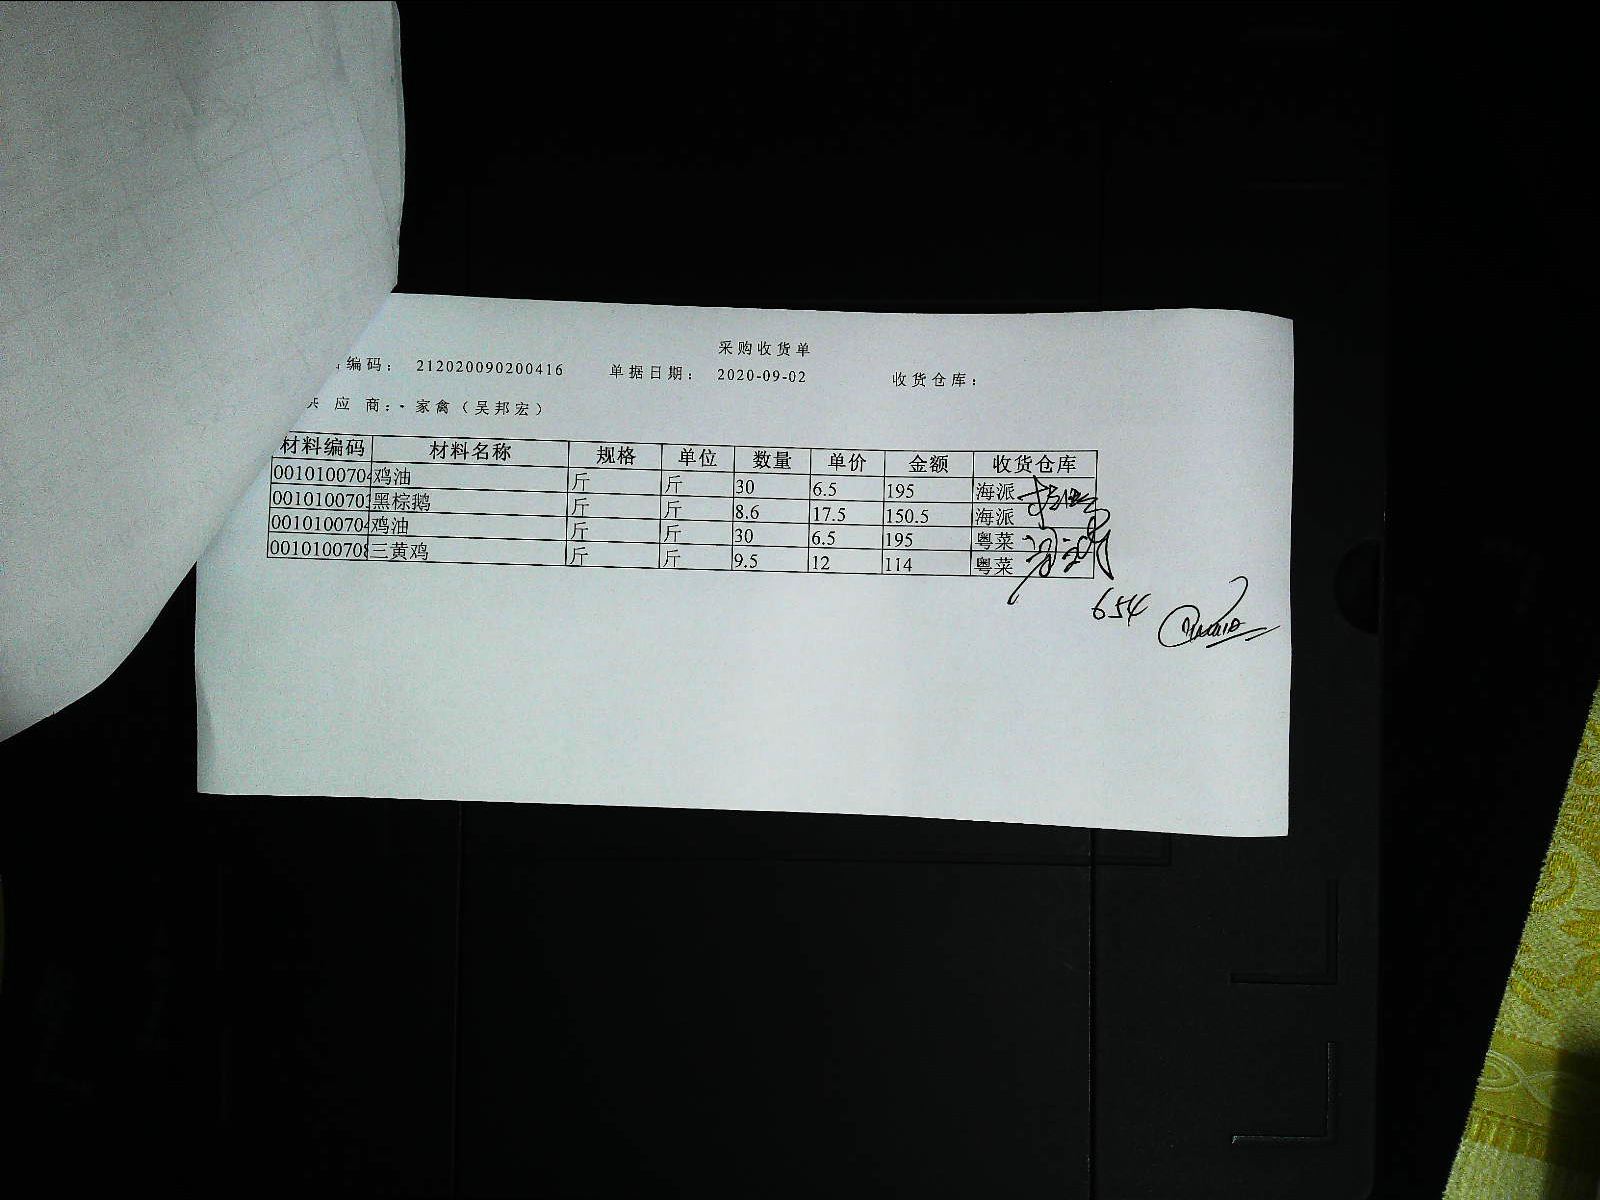 采购收货单
编码： 212020090200416 单据日期： 2020-09-02 收货仓库：
应 商：- 家禽（吴邦宏）
材料编码 材料名称 规格 单位 数量 单价 金额 收货仓库
001010070 鸡油 斤 斤 30 6.5 195 海派
001010070 黑棕鹅 斤 斤 8.6 17.5 150.5 海派
001010070 鸡油 斤 斤 30 6.5 195 粤菜
001010070 三黄鸡 斤 斤 9.5 12 114 粤菜
654